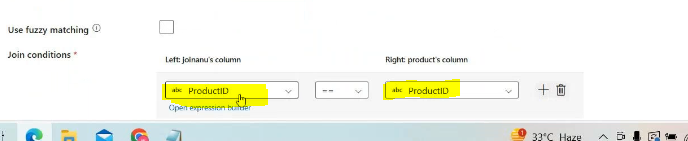 Use fuzzy matching
Join conditions *
Left: joinanu's column
Right: product's column
abc ProductID
==
abc ProductID
Open expression builder
1
33°C Haze